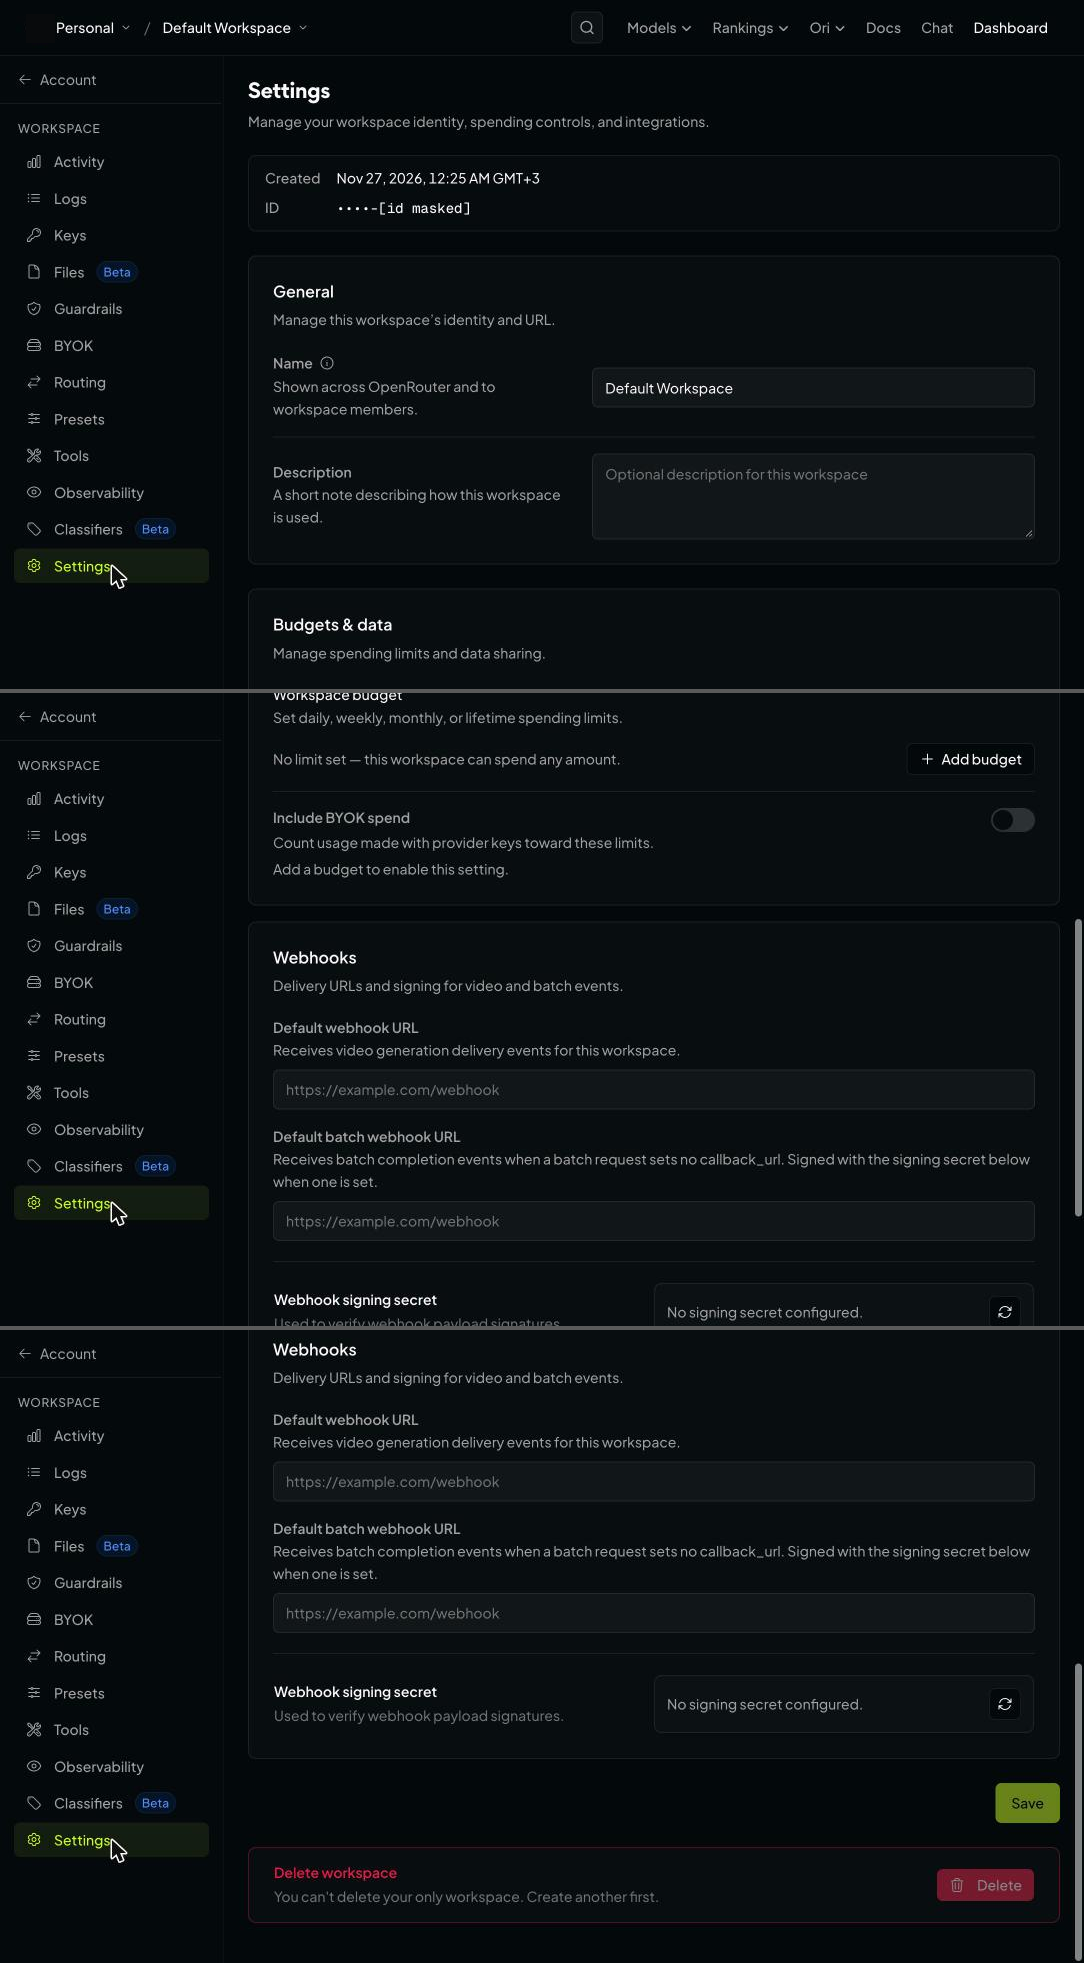 Personal / Default Workspace
Models Rankings Ori Docs Chat Dashboard
Account
WORKSPACE
Activity
Logs
Keys
Files Beta
Guardrails
BYOK
Routing
Presets
Tools
Observability
Classifiers Beta
Settings
Settings
Manage your workspace identity, spending controls, and integrations.
Created Nov 27, 2026, 12:25 AM GMT+3
ID ••••-[id masked]
General
Manage this workspace's identity and URL.
Name
Shown across OpenRouter and to
workspace members.
Default Workspace
Description
A short note describing how this workspace
is used.
Optional description for this workspace
Budgets & data
Manage spending limits and data sharing.
Account
WORKSPACE
Activity
Logs
Keys
Files Beta
Guardrails
BYOK
Routing
Presets
Tools
Observability
Classifiers Beta
Settings
Workspace budget
Set daily, weekly, monthly, or lifetime spending limits.
No limit set — this workspace can spend any amount.
Add budget
Include BYOK spend
Count usage made with provider keys toward these limits.
Add a budget to enable this setting.
Webhooks
Delivery URLs and signing for video and batch events.
Default webhook URL
Receives video generation delivery events for this workspace.
https://example.com/webhook
Default batch webhook URL
Receives batch completion events when a batch request sets no callback_url. Signed with the signing secret below
when one is set.
https://example.com/webhook
Webhook signing secret
Used to verify webhook payload signatures.
No signing secret configured.
Account
WORKSPACE
Activity
Logs
Keys
Files Beta
Guardrails
BYOK
Routing
Presets
Tools
Observability
Classifiers Beta
Settings
Webhooks
Delivery URLs and signing for video and batch events.
Default webhook URL
Receives video generation delivery events for this workspace.
https://example.com/webhook
Default batch webhook URL
Receives batch completion events when a batch request sets no callback_url. Signed with the signing secret below
when one is set.
https://example.com/webhook
Webhook signing secret
Used to verify webhook payload signatures.
No signing secret configured.
Save
Delete workspace
You can't delete your only workspace. Create another first.
Delete